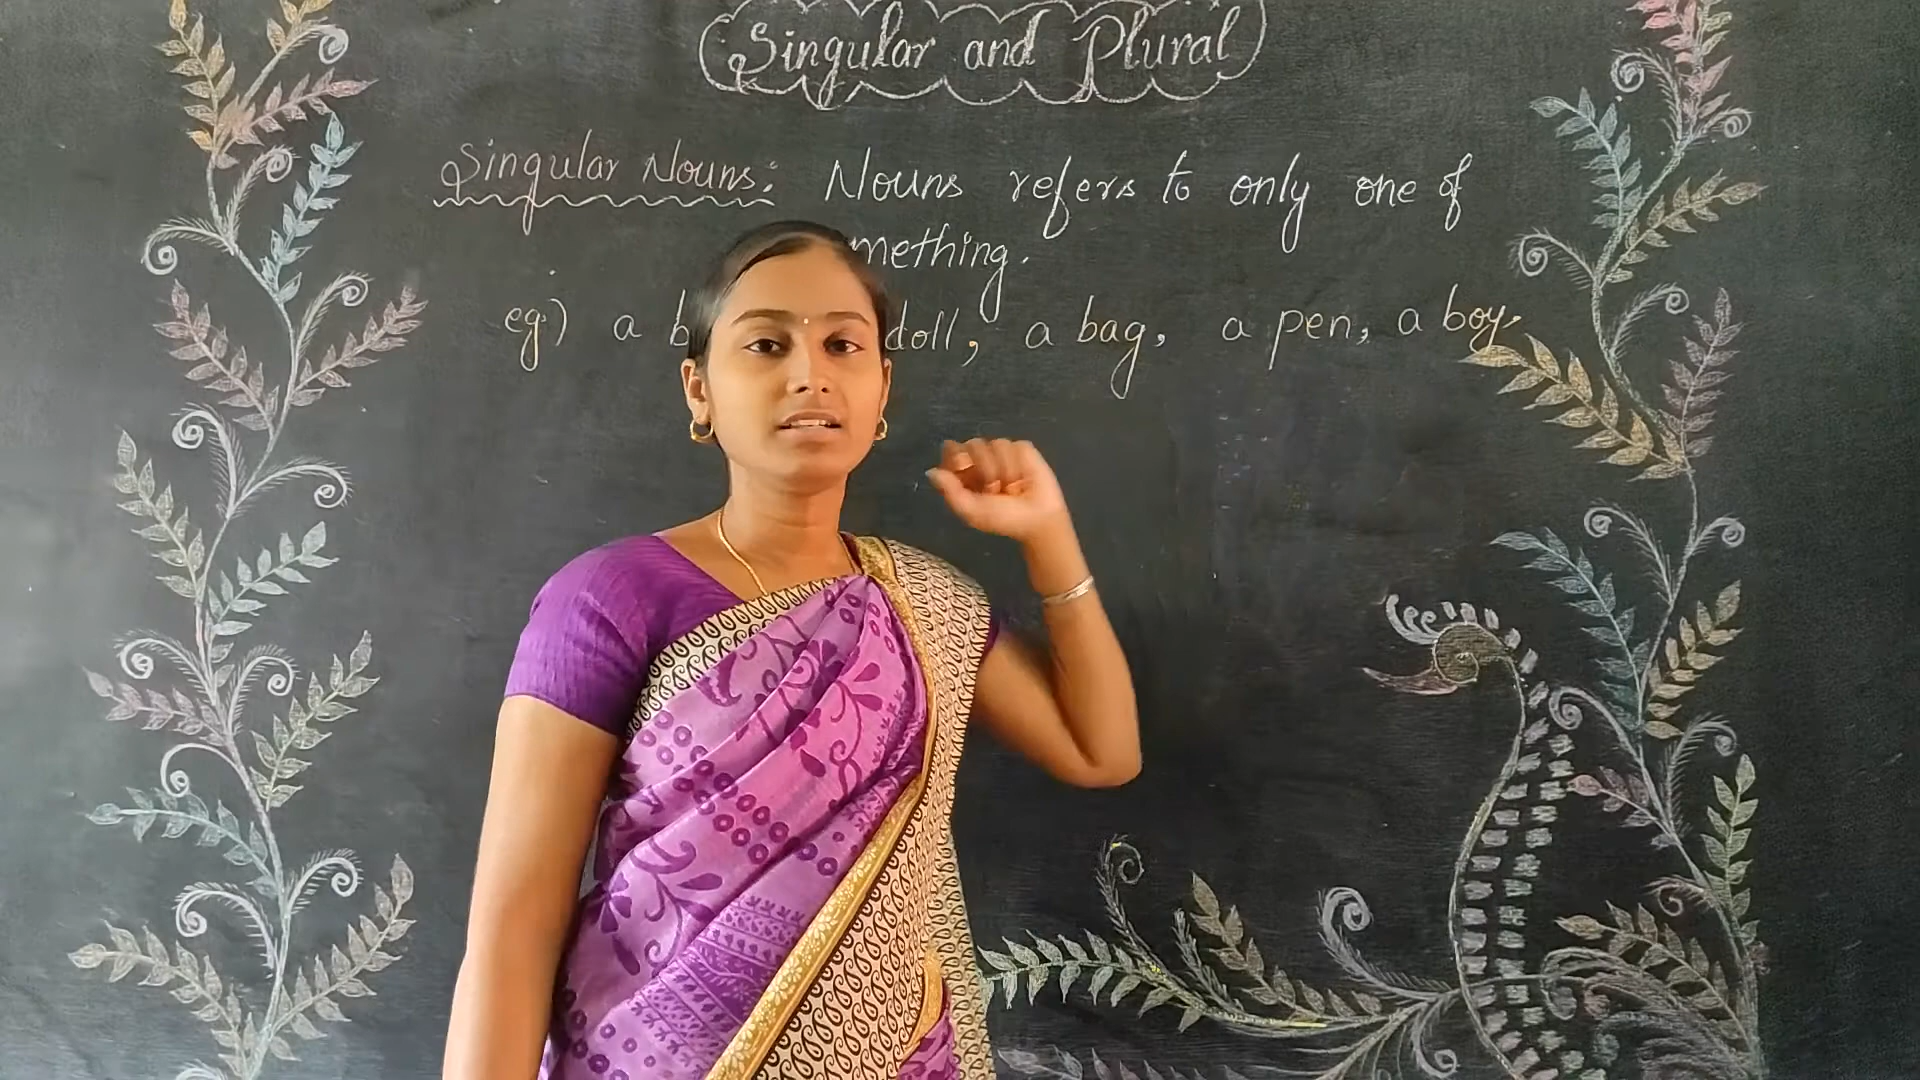 Singular and Plural
Singular Nouns: Nouns refers to only one of
mething.
eg) a b doll, a bag, a pen, a boy.